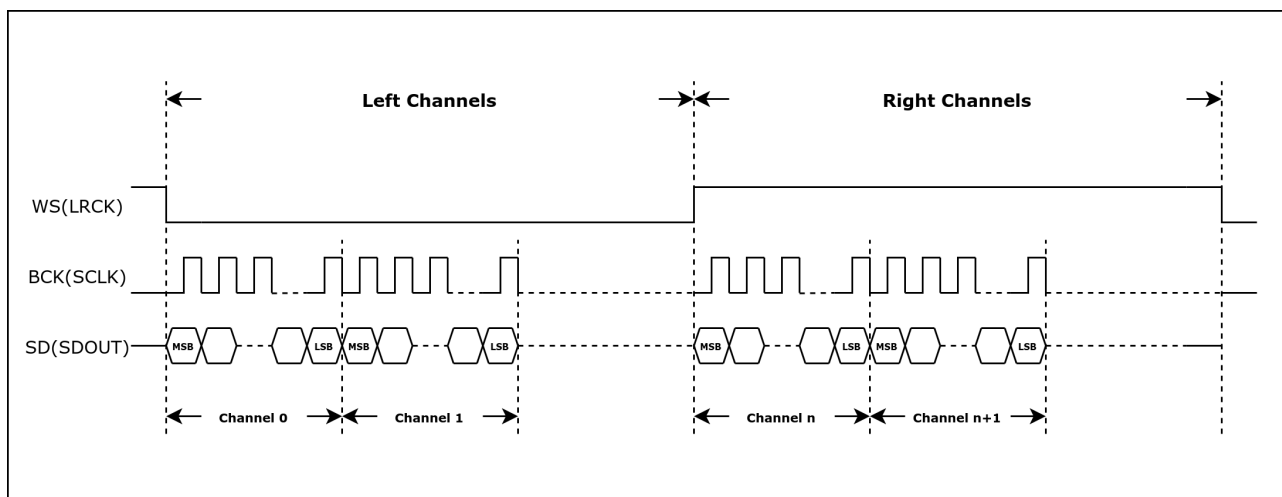 Left Channels
Right Channels
WS(LRCK)
BCK(SCLK)
SD(SDOUT)
MSB
LSB
MSB
LSB
MSB
LSB
MSB
LSB
Channel 0
Channel 1
Channel n
Channel n+1